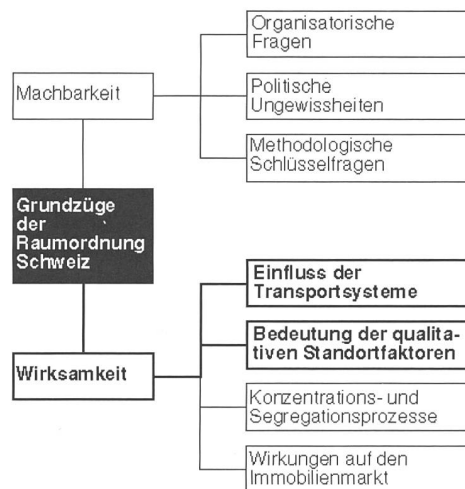 Organisatorische
Fragen
Machbarkeit
Politische
Ungewissheiten
Methodologische
Schlüsselfragen
Grundzüge
der
Raumordnung
Schweiz
Einfluss der
Transportsysteme
Bedeutung der qualita-
tiven Standortfaktoren
Wirksamkeit
Konzentrations- und
Segregationsprozesse
Wirkungen auf den
Immobilienmarkt